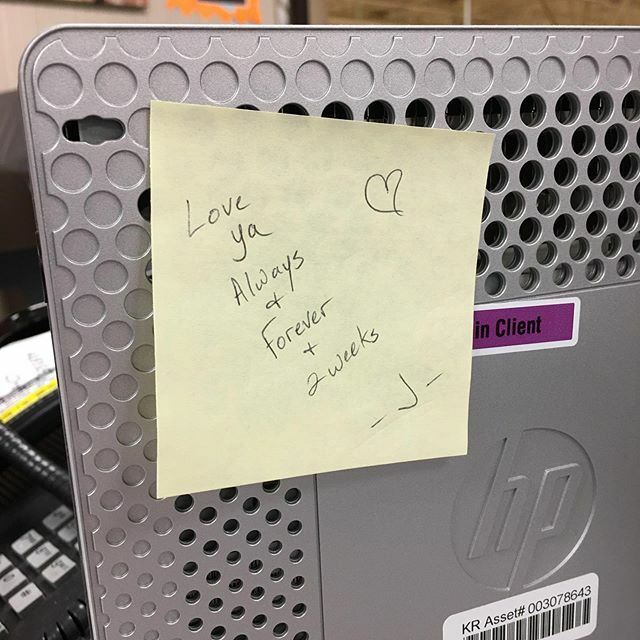 Love
ya
Always
+
Forever
+
2 weeks
- J -
in Client
hp
KR Asset# 003078643